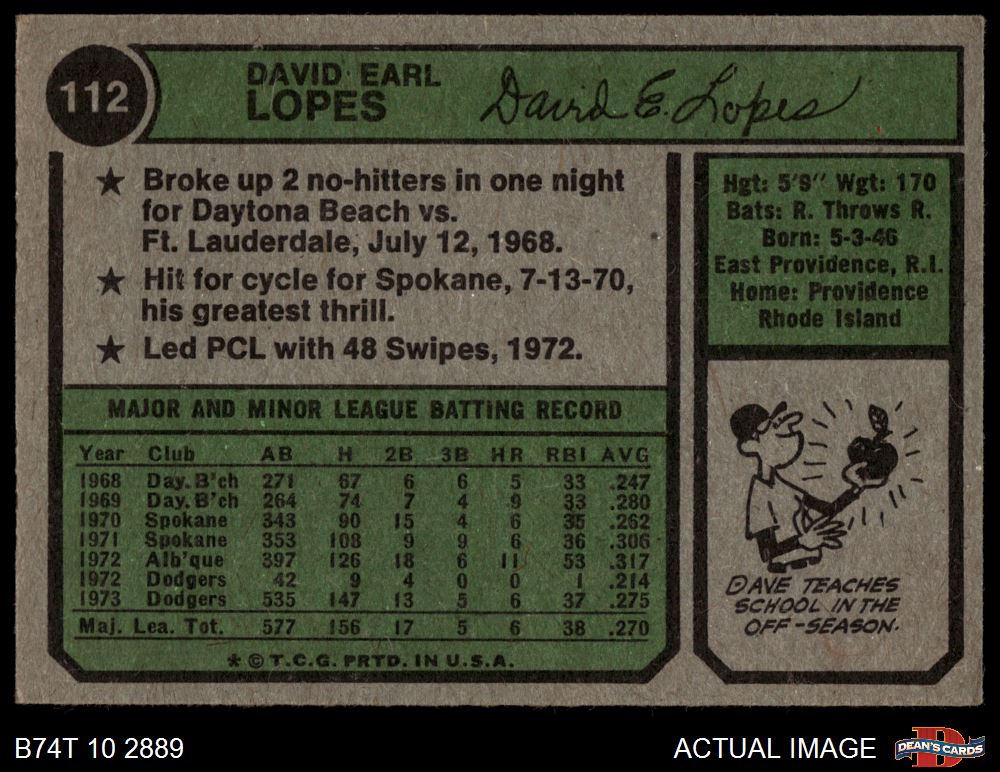 112
DAVID EARL
LOPES
David E. Lopes
★ Broke up 2 no-hitters in one night
for Daytona Beach vs.
Ft. Lauderdale, July 12, 1968.
★ Hit for cycle for Spokane, 7-13-70,
his greatest thrill.
★ Led PCL with 48 Swipes, 1972.
Hgt: 5'9" Wgt: 170
Bats: R. Throws R.
Born: 5-3-46
East Providence, R.I.
Home: Providence
Rhode Island
MAJOR AND MINOR LEAGUE BATTING RECORD
Year Club AB H 2B 3B HR RBI AVG
1968 Day. B'ch 271 67 6 6 5 33 .247
1969 Day. B'ch 264 74 7 4 9 33 .280
1970 Spokane 343 90 15 4 6 35 .262
1971 Spokane 353 108 9 9 6 36 .306
1972 Alb'que 397 126 18 6 11 53 .317
1972 Dodgers 42 9 4 0 0 1 .214
1973 Dodgers 535 147 13 5 6 37 .275
Maj. Lea. Tot. 577 156 17 5 6 38 .270
* © T.C.G. PRTD. IN U.S.A.
DAVE TEACHES
SCHOOL IN THE
OFF-SEASON.
B74T 10 2889
ACTUAL IMAGE
D
DEAN'S CARDS